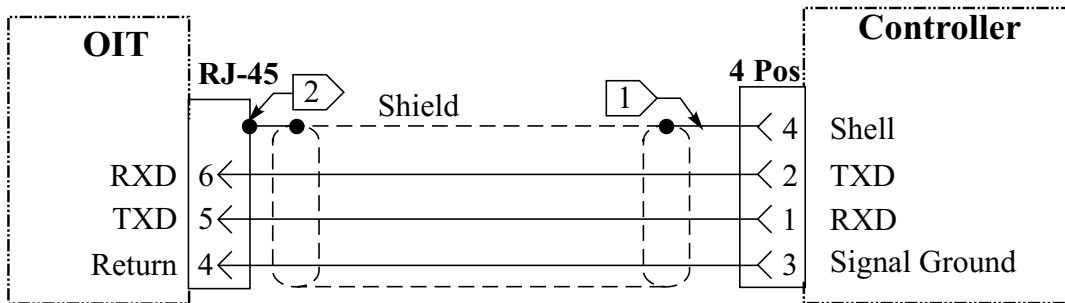 OIT
Controller
RJ-45
4 Pos
2
Shield
1
4 Shell
RXD 6
2 TXD
TXD 5
1 RXD
Return 4
3 Signal Ground